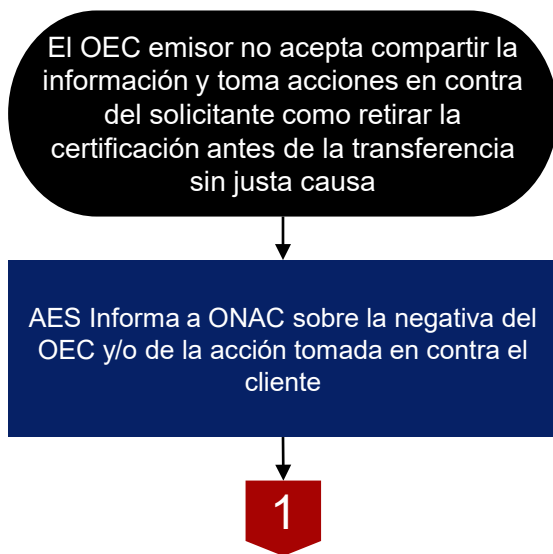 El OEC emisor no acepta compartir la
información y toma acciones en contra
del solicitante como retirar la
certificación antes de la transferencia
sin justa causa
AES Informa a ONAC sobre la negativa del
OEC y/o de la acción tomada en contra el
cliente
1